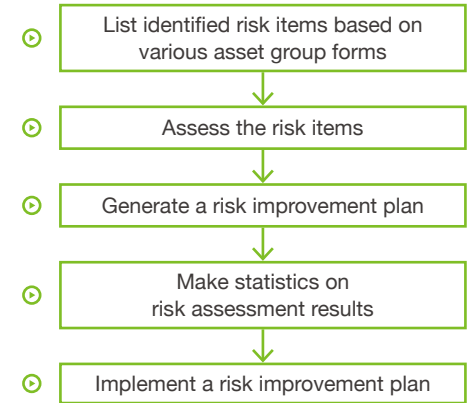 List identified risk items based on
various asset group forms
Assess the risk items
Generate a risk improvement plan
Make statistics on
risk assessment results
Implement a risk improvement plan